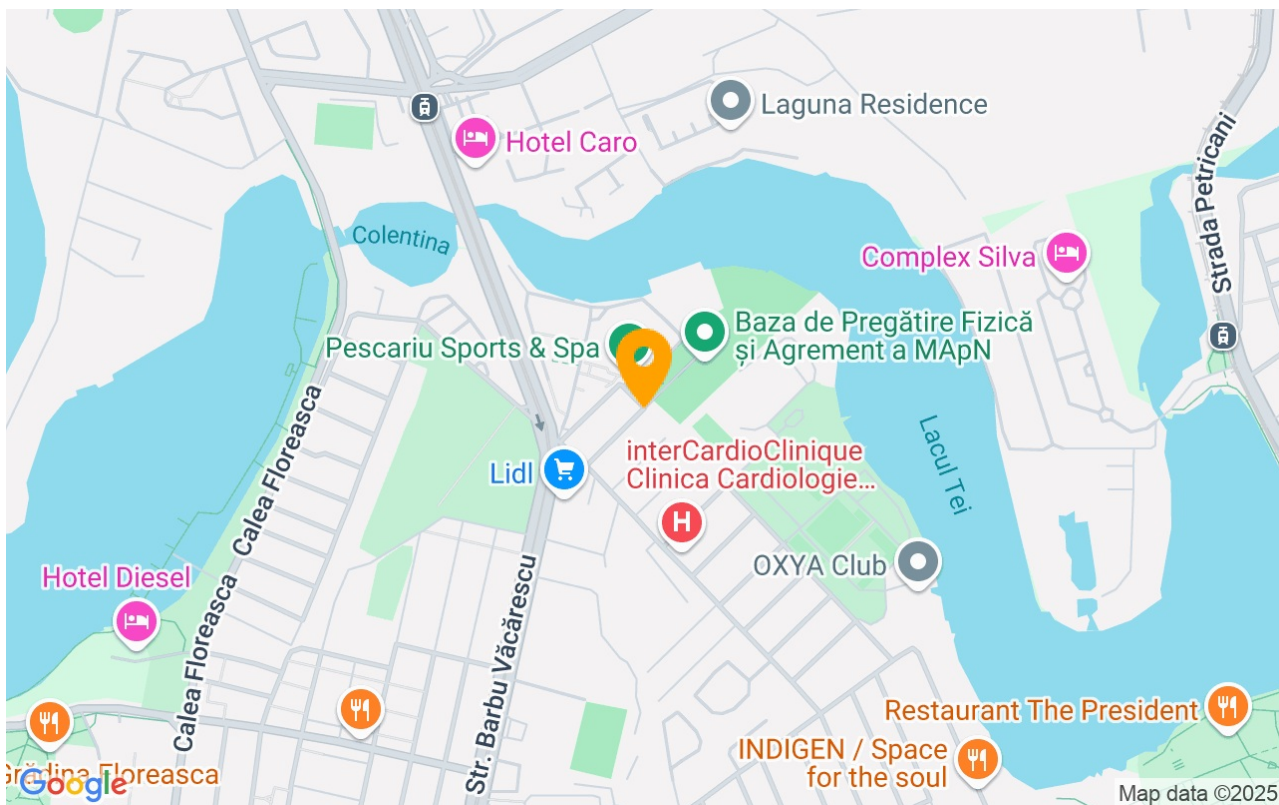 Laguna Residence
Hotel Caro
Strada Petricani
Colentina
Complex Silva
Baza de Pregătire Fizică
și Agrement a MApN
Pescariu Sports & Spa
Calea Floreasca
interCardioClinique
Clinica Cardiologie...
Lidl
Lacul Tei
H
OXYA Club
Hotel Diesel
Calea Floreasca
Str. Barbu Văcărescu
Restaurant The President
INDIGEN / Space
for the soul
Grădina Floreasca
Google
Map data ©2025